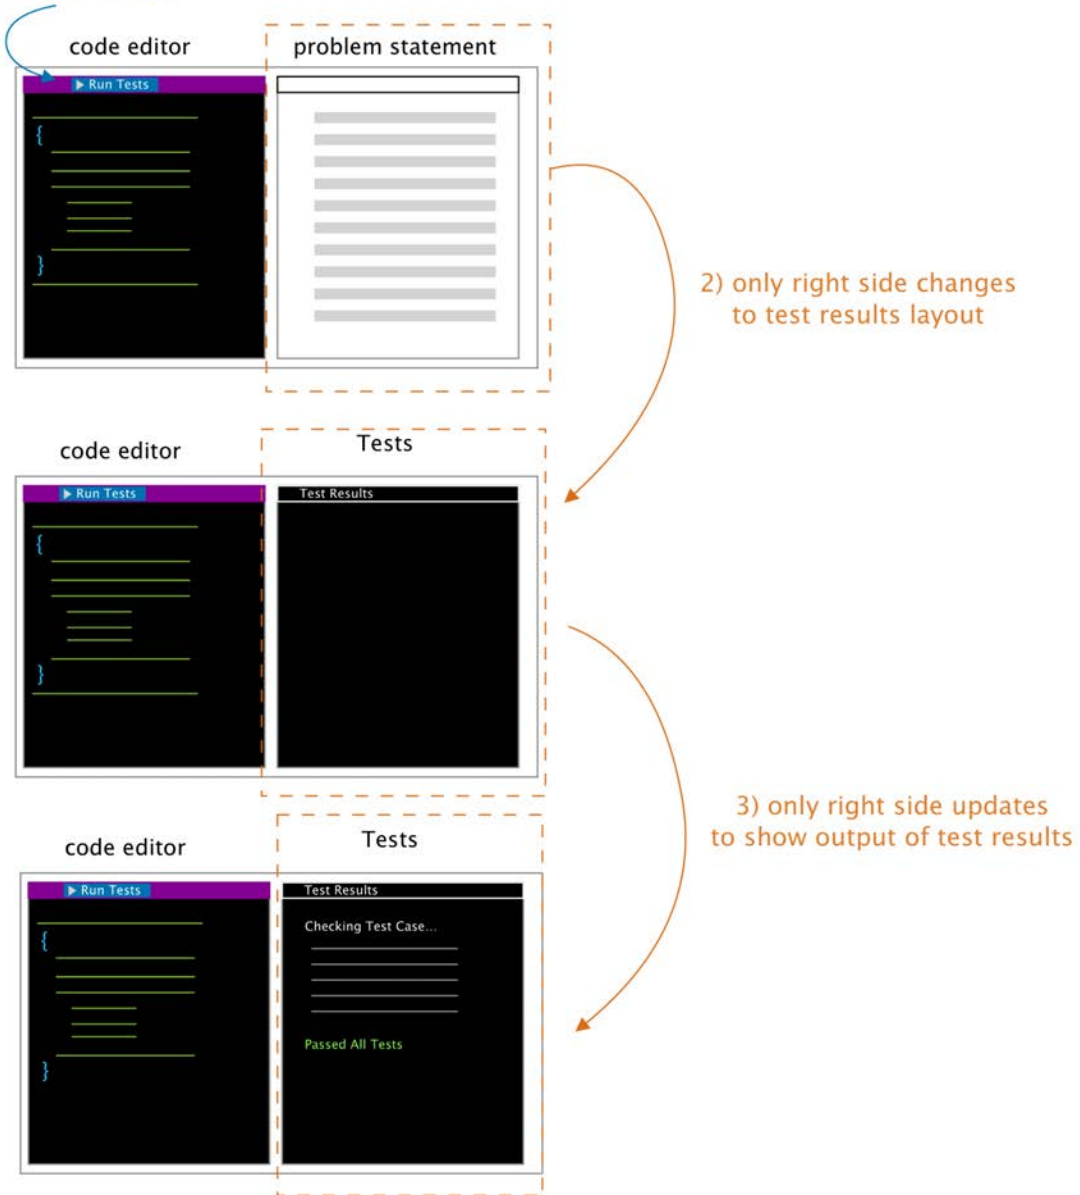 code editor
problem statement
Run Tests
{
}
2) only right side changes
to test results layout
code editor
Tests
Run Tests
Test Results
{
}
3) only right side updates
to show output of test results
code editor
Tests
Run Tests
Test Results
{
Checking Test Case...
Passed All Tests
}